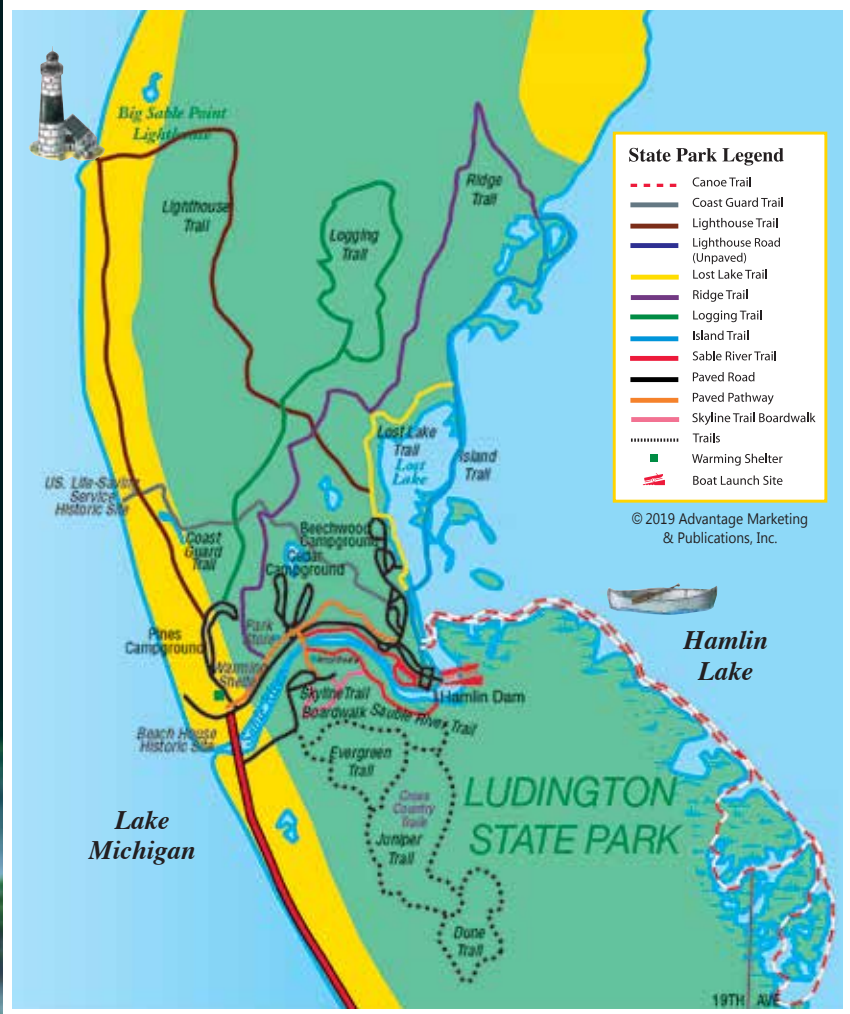 Big Sable Point
Lighthouse
Lighthouse
Trail
Logging
Trail
Ridge
Trail
State Park Legend
Canoe Trail
Coast Guard Trail
Lighthouse Trail
Lighthouse Road
(Unpaved)
Lost Lake Trail
Ridge Trail
Logging Trail
Island Trail
Sable River Trail
Paved Road
Paved Pathway
Skyline Trail Boardwalk
Trails
Warming Shelter
Boat Launch Site
© 2019 Advantage Marketing
& Publications, Inc.
Lost Lake
Trail
Lost
Lake
Island
Trail
US. Life-Saving
Service
Historic Site
Coast
Guard
Trail
Beechwood
Campground
Cedar
Campground
Pines
Campground
Park
Store
Warming
Shelter
Beach House
Historic Site
Skyline Trail
Boardwalk
Sauble River Trail
Hamlin Dam
Hamlin
Lake
Evergreen
Trail
Cross
Country
Trails
Juniper
Trail
Dune
Trail
LUDINGTON
STATE PARK
Lake
Michigan
19TH AVE